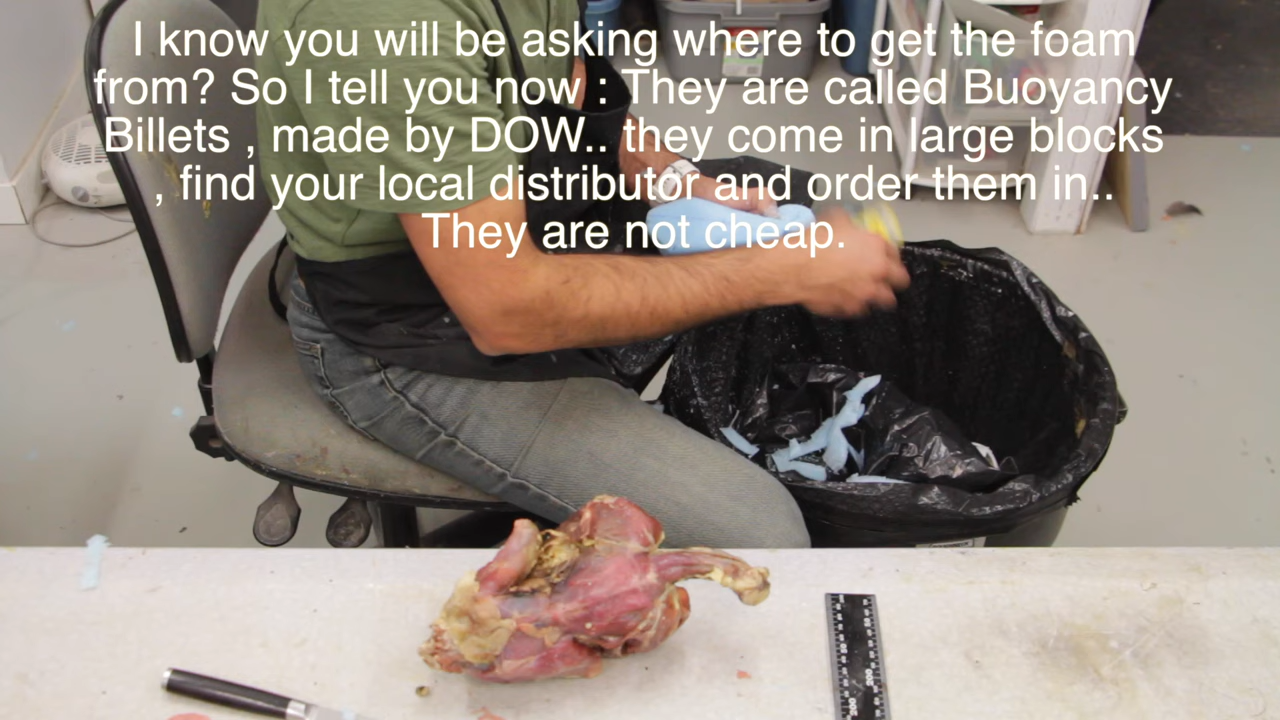 I know you will be asking where to get the foam
from? So I tell you now : They are called Buoyancy
Billets , made by DOW.. they come in large blocks
, find your local distributor and order them in..
They are not cheap.